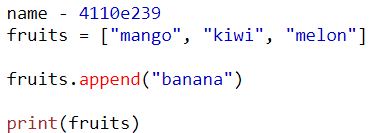 name - 4110e239
fruits = ["mango", "kiwi", "melon"]
fruits.append("banana")
print(fruits)